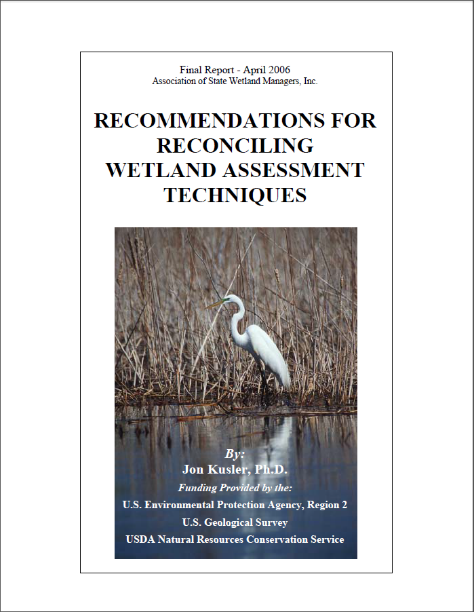 Final Report - April 2006
Association of State Wetland Managers, Inc.
RECOMMENDATIONS FOR
RECONCILING
WETLAND ASSESSMENT
TECHNIQUES
By:
Jon Kusler, Ph.D.
Funding Provided by the:
U.S. Environmental Protection Agency, Region 2
U.S. Geological Survey
USDA Natural Resources Conservation Service